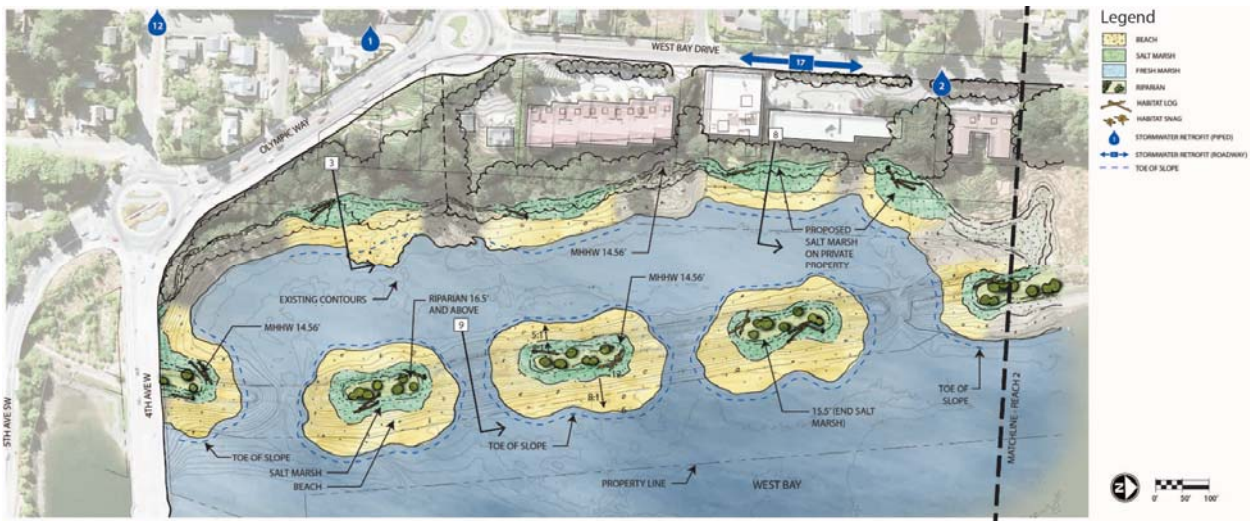 12
1
WEST BAY DRIVE
17
2
OLYMPIC WAY
3
8
MHHW 14.56'
PROPOSED
SALT MARSH
ON PRIVATE
PROPERTY
EXISTING CONTOURS
RIPARIAN 16.5'
AND ABOVE
MHHW 14.56'
9
MHHW 14.56'
5:1
8:1
5TH AVE SW
4TH AVE W
TOE OF SLOPE
SALT MARSH
BEACH
TOE OF SLOPE
15.5' (END SALT
MARSH)
TOE OF
SLOPE
PROPERTY LINE
WEST BAY
MATCHLINE - REACH 2
Legend
BEACH
SALT MARSH
FRESH MARSH
RIPARIAN
HABITAT LOG
HABITAT SNAG
1 STORMWATER RETROFIT (PIPED)
STORMWATER RETROFIT (ROADWAY)
TOE OF SLOPE
N
0' 50' 100'